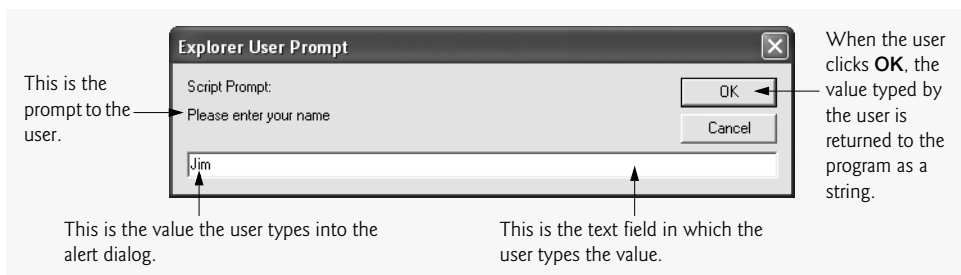 Explorer User Prompt
This is the
prompt to the
user.
Script Prompt:
Please enter your name
OK
Cancel
Jim
When the user
clicks OK, the
value typed by
the user is
returned to the
program as a
string.
This is the value the user types into the
alert dialog.
This is the text field in which the
user types the value.